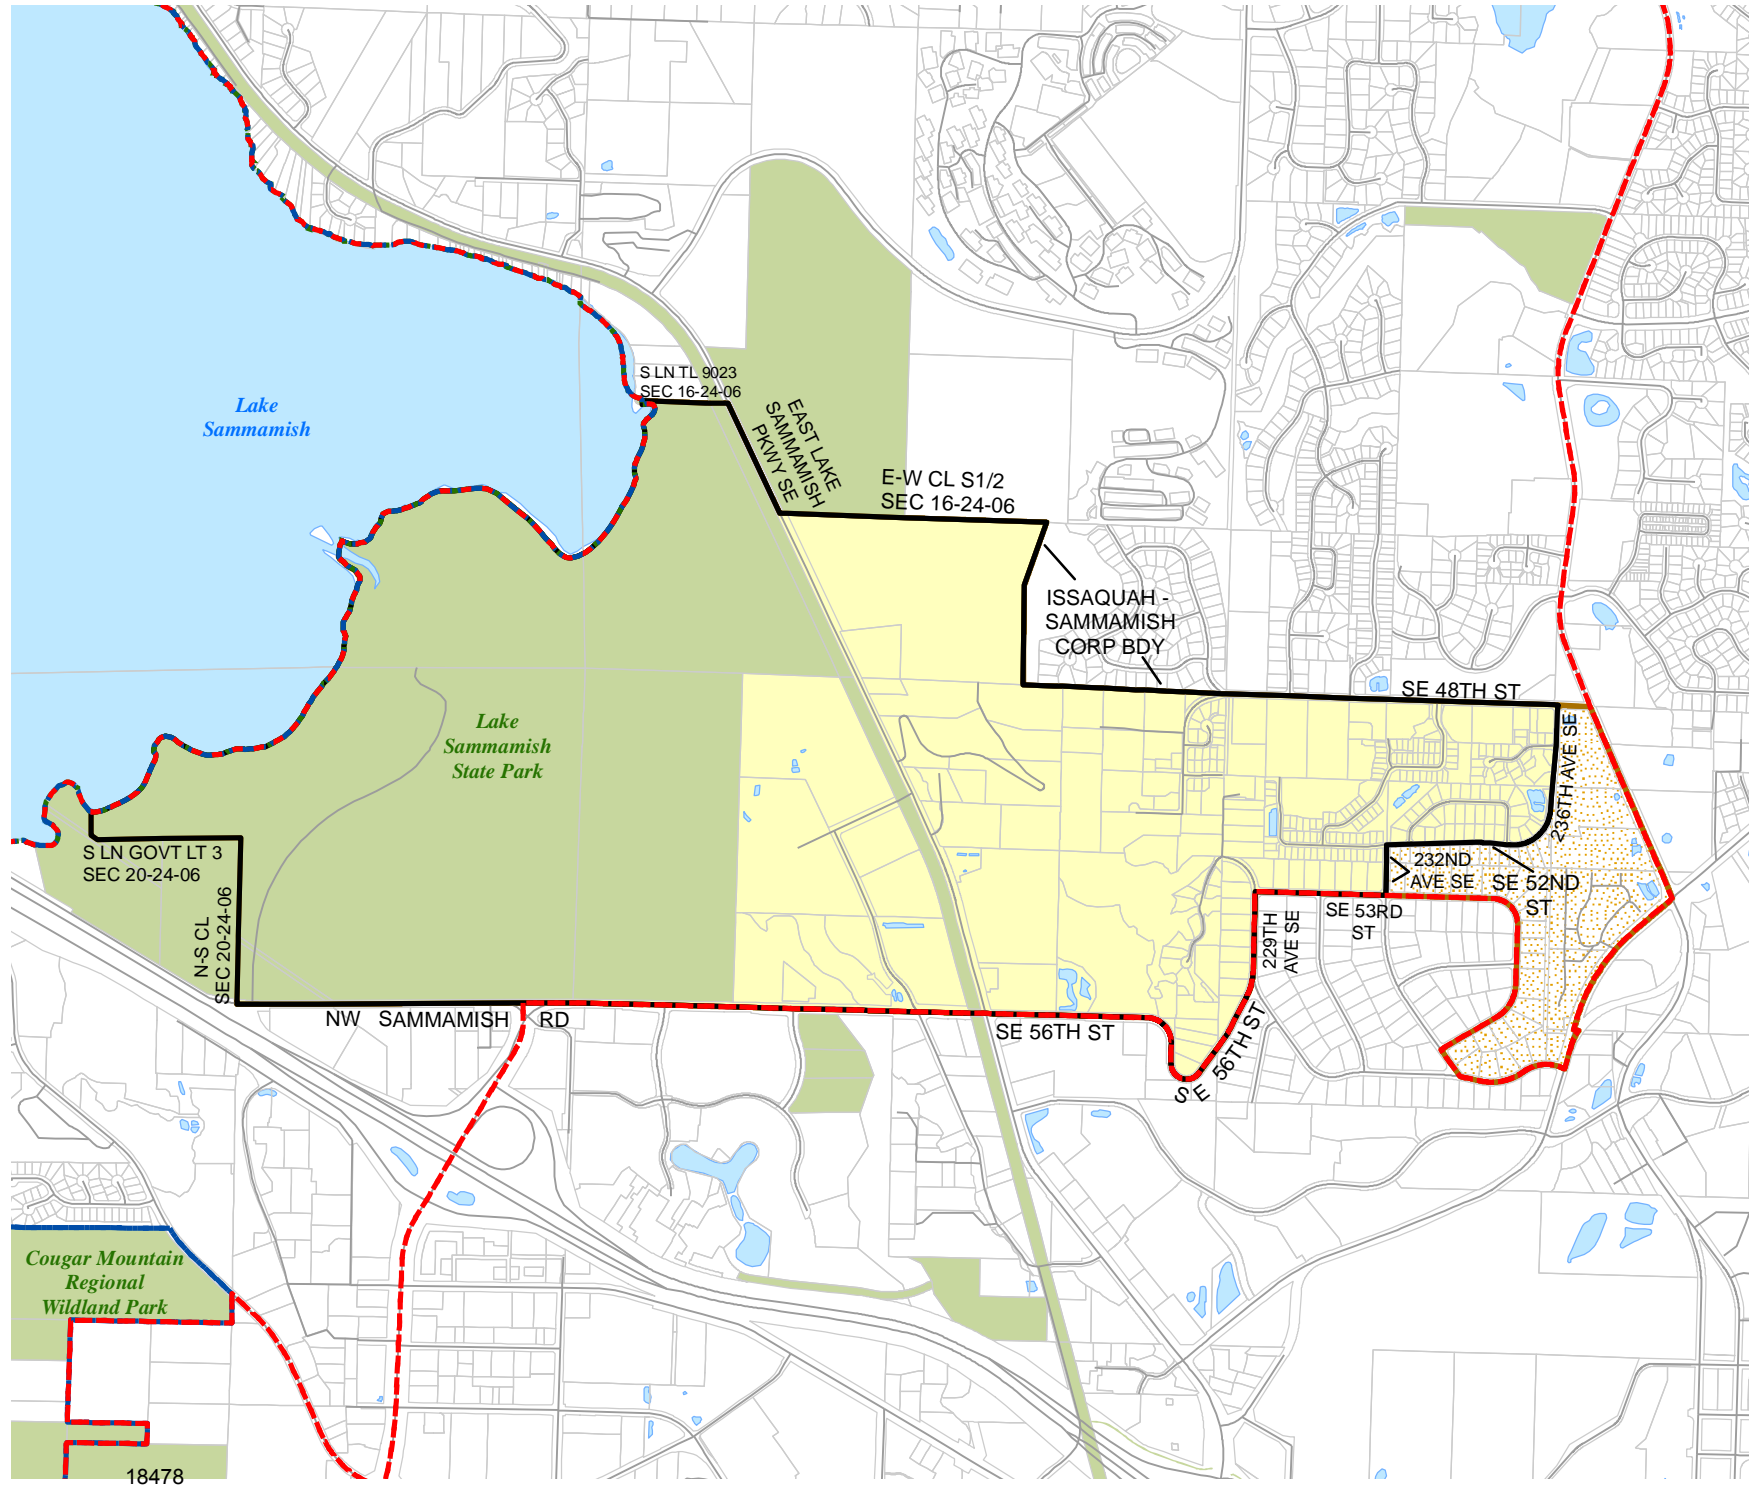 Lake
Sammamish
S LN TL 9023
SEC 16-24-06
EAST LAKE
SAMMAMISH
PKWY SE
E-W CL S1/2
SEC 16-24-06
ISSAQUAH -
SAMMAMISH
CORP BDY
SE 48TH ST
236TH AVE SE
Lake
Sammamish
State Park
S LN GOVT LT 3
SEC 20-24-06
N-S CL
SEC 20-24-06
232ND
AVE SE
SE 52ND
ST
SE 53RD
ST
229TH
AVE SE
NW SAMMAMISH RD
SE 56TH ST
SE 56TH ST
Cougar Mountain
Regional
Wildland Park
18478